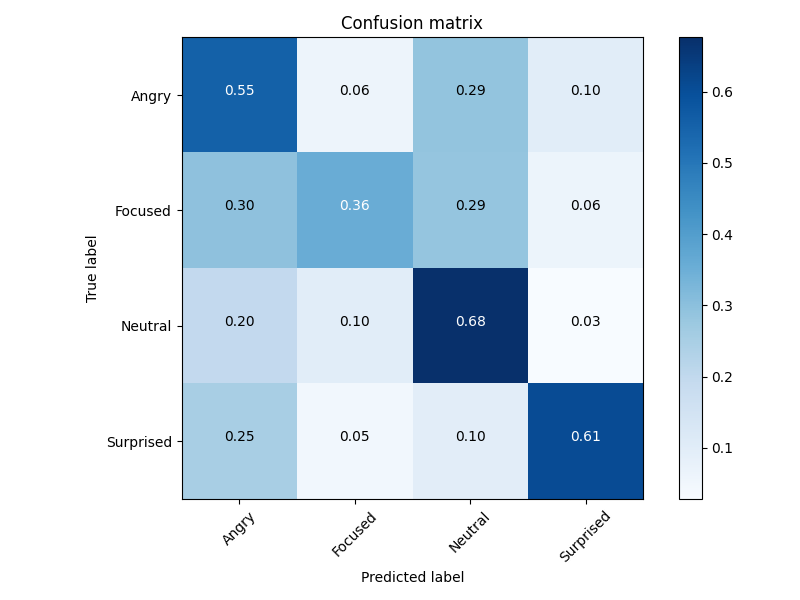 Confusion matrix
True label
Angry 0.55 0.06 0.29 0.10
Focused 0.30 0.36 0.29 0.06
Neutral 0.20 0.10 0.68 0.03
Surprised 0.25 0.05 0.10 0.61
Angry Focused Neutral Surprised
Predicted label
0.6
0.5
0.4
0.3
0.2
0.1